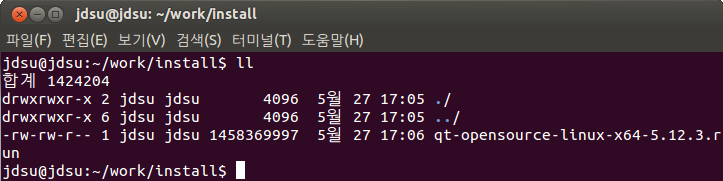 jdsu@jdsu: ~/work/install
파일(F) 편집(E) 보기(V) 검색(S) 터미널(T) 도움말(H)
jdsu@jdsu:~/work/install$ ll
합계 1424204
drwxrwxr-x 2 jdsu jdsu       4096  5월 27 17:05 ./
drwxrwxr-x 6 jdsu jdsu       4096  5월 27 17:05 ../
-rw-rw-r-- 1 jdsu jdsu 1458369997  5월 27 17:06 qt-opensource-linux-x64-5.12.3.r
un
jdsu@jdsu:~/work/install$